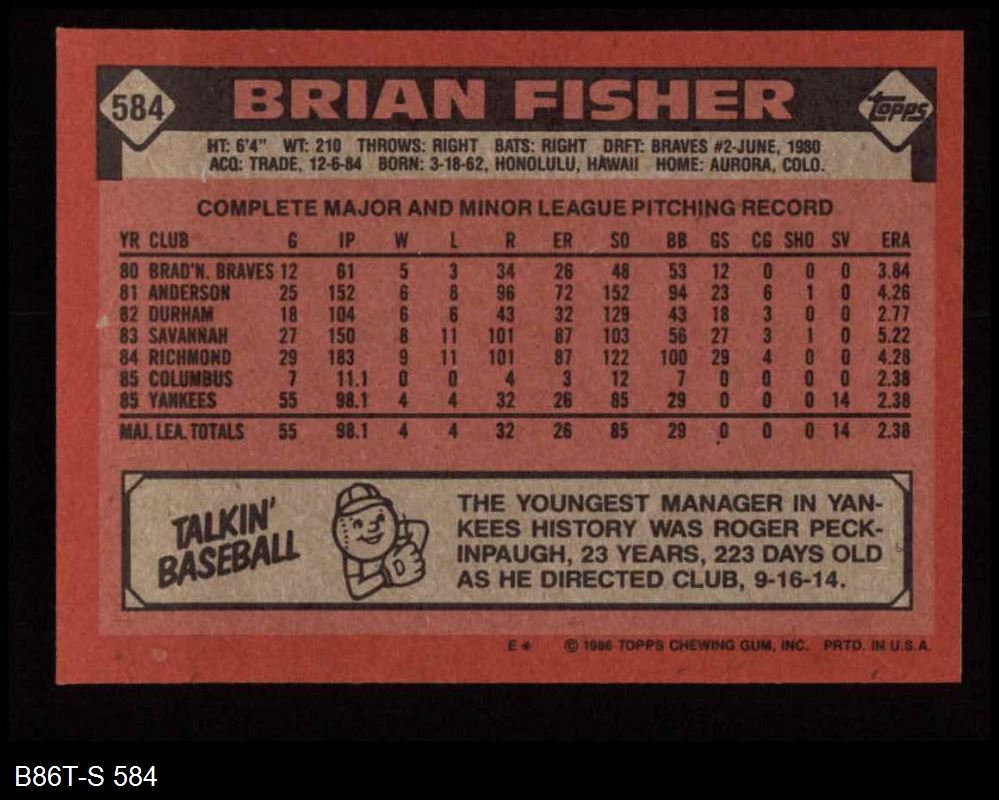 584
BRIAN FISHER
topps
HT: 6'4" WT: 210 THROWS: RIGHT BATS: RIGHT DRFT: BRAVES #2-JUNE, 1980
ACQ: TRADE, 12-6-84 BORN: 3-18-62, HONOLULU, HAWAII HOME: AURORA, COLO.
COMPLETE MAJOR AND MINOR LEAGUE PITCHING RECORD
YR CLUB G IP W L R ER SO BB GS CG SHO SV ERA
80 BRAD'N. BRAVES 12 61 5 3 34 26 48 53 12 0 0 0 3.84
81 ANDERSON 25 152 6 8 96 72 152 94 23 6 1 0 4.26
82 DURHAM 18 104 6 6 43 32 129 43 18 3 0 0 2.77
83 SAVANNAH 27 150 8 11 101 87 103 56 27 3 1 0 5.22
84 RICHMOND 29 183 9 11 101 87 122 100 29 4 0 0 4.28
85 COLUMBUS 7 11.1 0 0 4 3 12 7 0 0 0 0 2.38
85 YANKEES 55 98.1 4 4 32 26 85 29 0 0 0 14 2.38
MAJ. LEA. TOTALS 55 98.1 4 4 32 26 85 29 0 0 0 14 2.38
TALKIN'
BASEBALL
D
THE YOUNGEST MANAGER IN YAN-
KEES HISTORY WAS ROGER PECK-
INPAUGH, 23 YEARS, 223 DAYS OLD
AS HE DIRECTED CLUB, 9-16-14.
E * © 1986 TOPPS CHEWING GUM, INC. PRTD. IN U.S.A.
B86T-S 584